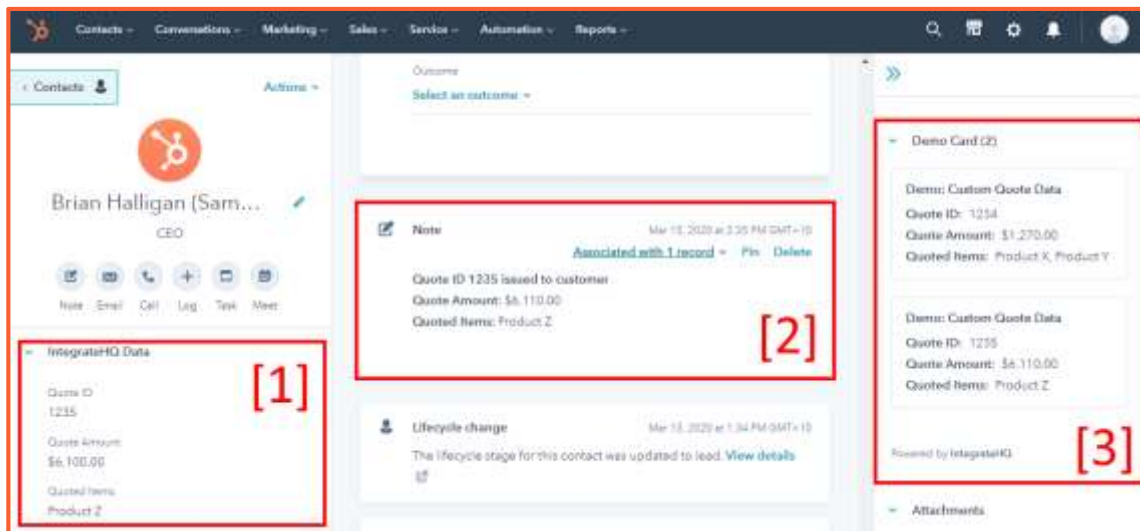 Contacts Conversations Marketing Sales Service Automation Reports
Contacts
Actions
Brian Halligan (Sam...
CEO
Note Email Call Log Task Meet
IntegrateHQ Data
[1]
Quote ID
1235
Quote Amount
$6,100.00
Quoted Items
Product Z
Outcome
Select an outcome
Note
Mar 13, 2020 at 2:35 PM GMT+10
Associated with 1 record Pin Delete
Quote ID 1235 issued to customer
Quote Amount: $6,110.00
Quoted Items: Product Z
[2]
Lifecycle change
Mar 13, 2020 at 1:34 PM GMT+10
The lifecycle stage for this contact was updated to lead. View details
Demo Card (2)
Demo: Custom Quote Data
Quote ID: 1234
Quote Amount: $1,270.00
Quoted Items: Product X, Product Y
Demo: Custom Quote Data
Quote ID: 1235
Quote Amount: $6,110.00
Quoted Items: Product Z
[3]
Powered by IntegrateHQ
Attachments